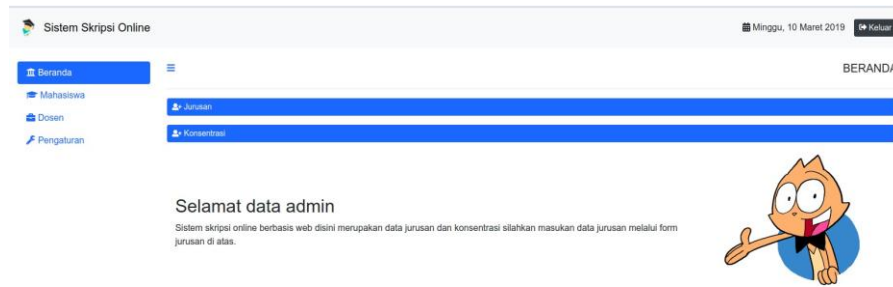 Sistem Skripsi Online
Minggu, 10 Maret 2019
Keluar
Beranda
BERANDA
Mahasiswa
Dosen
Pengaturan
Jurusan
Konsentrasi
Selamat data admin
Sistem skripsi online berbasis web disini merupakan data jurusan dan konsentrasi silahkan masukan data jurusan melalui form
jurusan di atas.